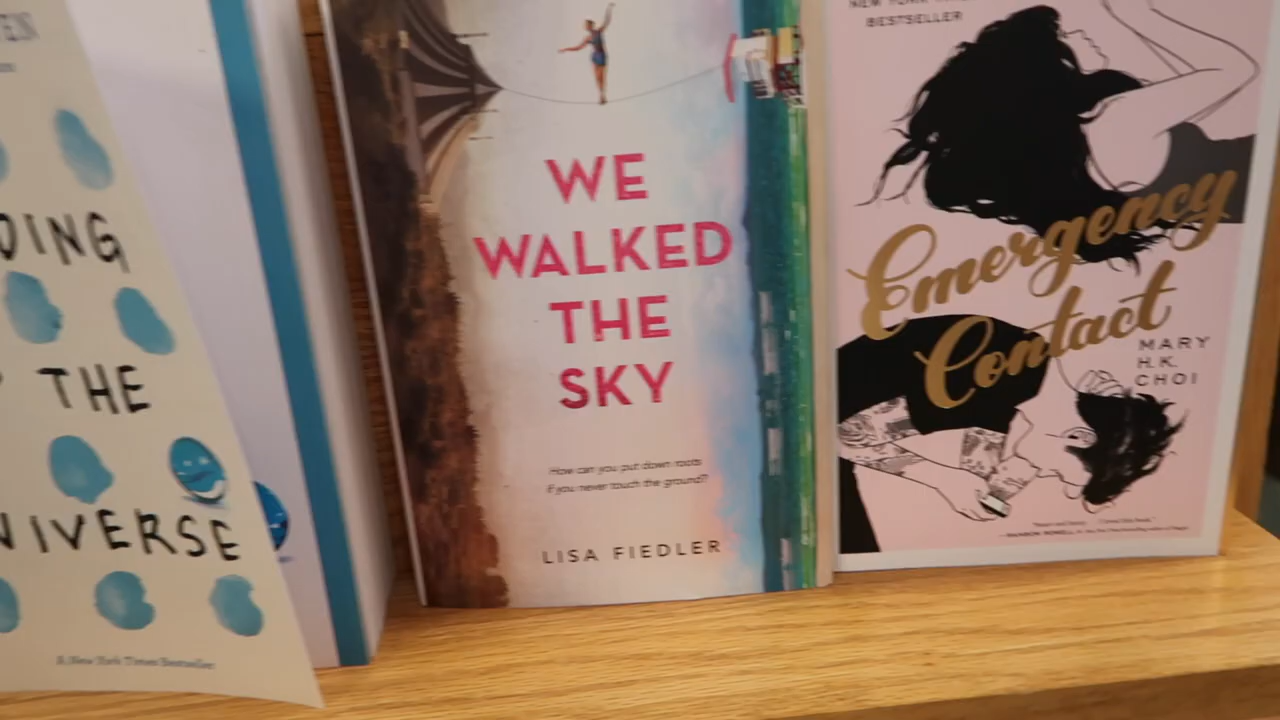 DING
THE
NIVERSE
A New York Times Bestseller
WE
WALKED
THE
SKY
How can you put down roots
if you never touch the ground?
LISA FIEDLER
BESTSELLER
Emergency
Contact
MARY
H.K.
CHOI